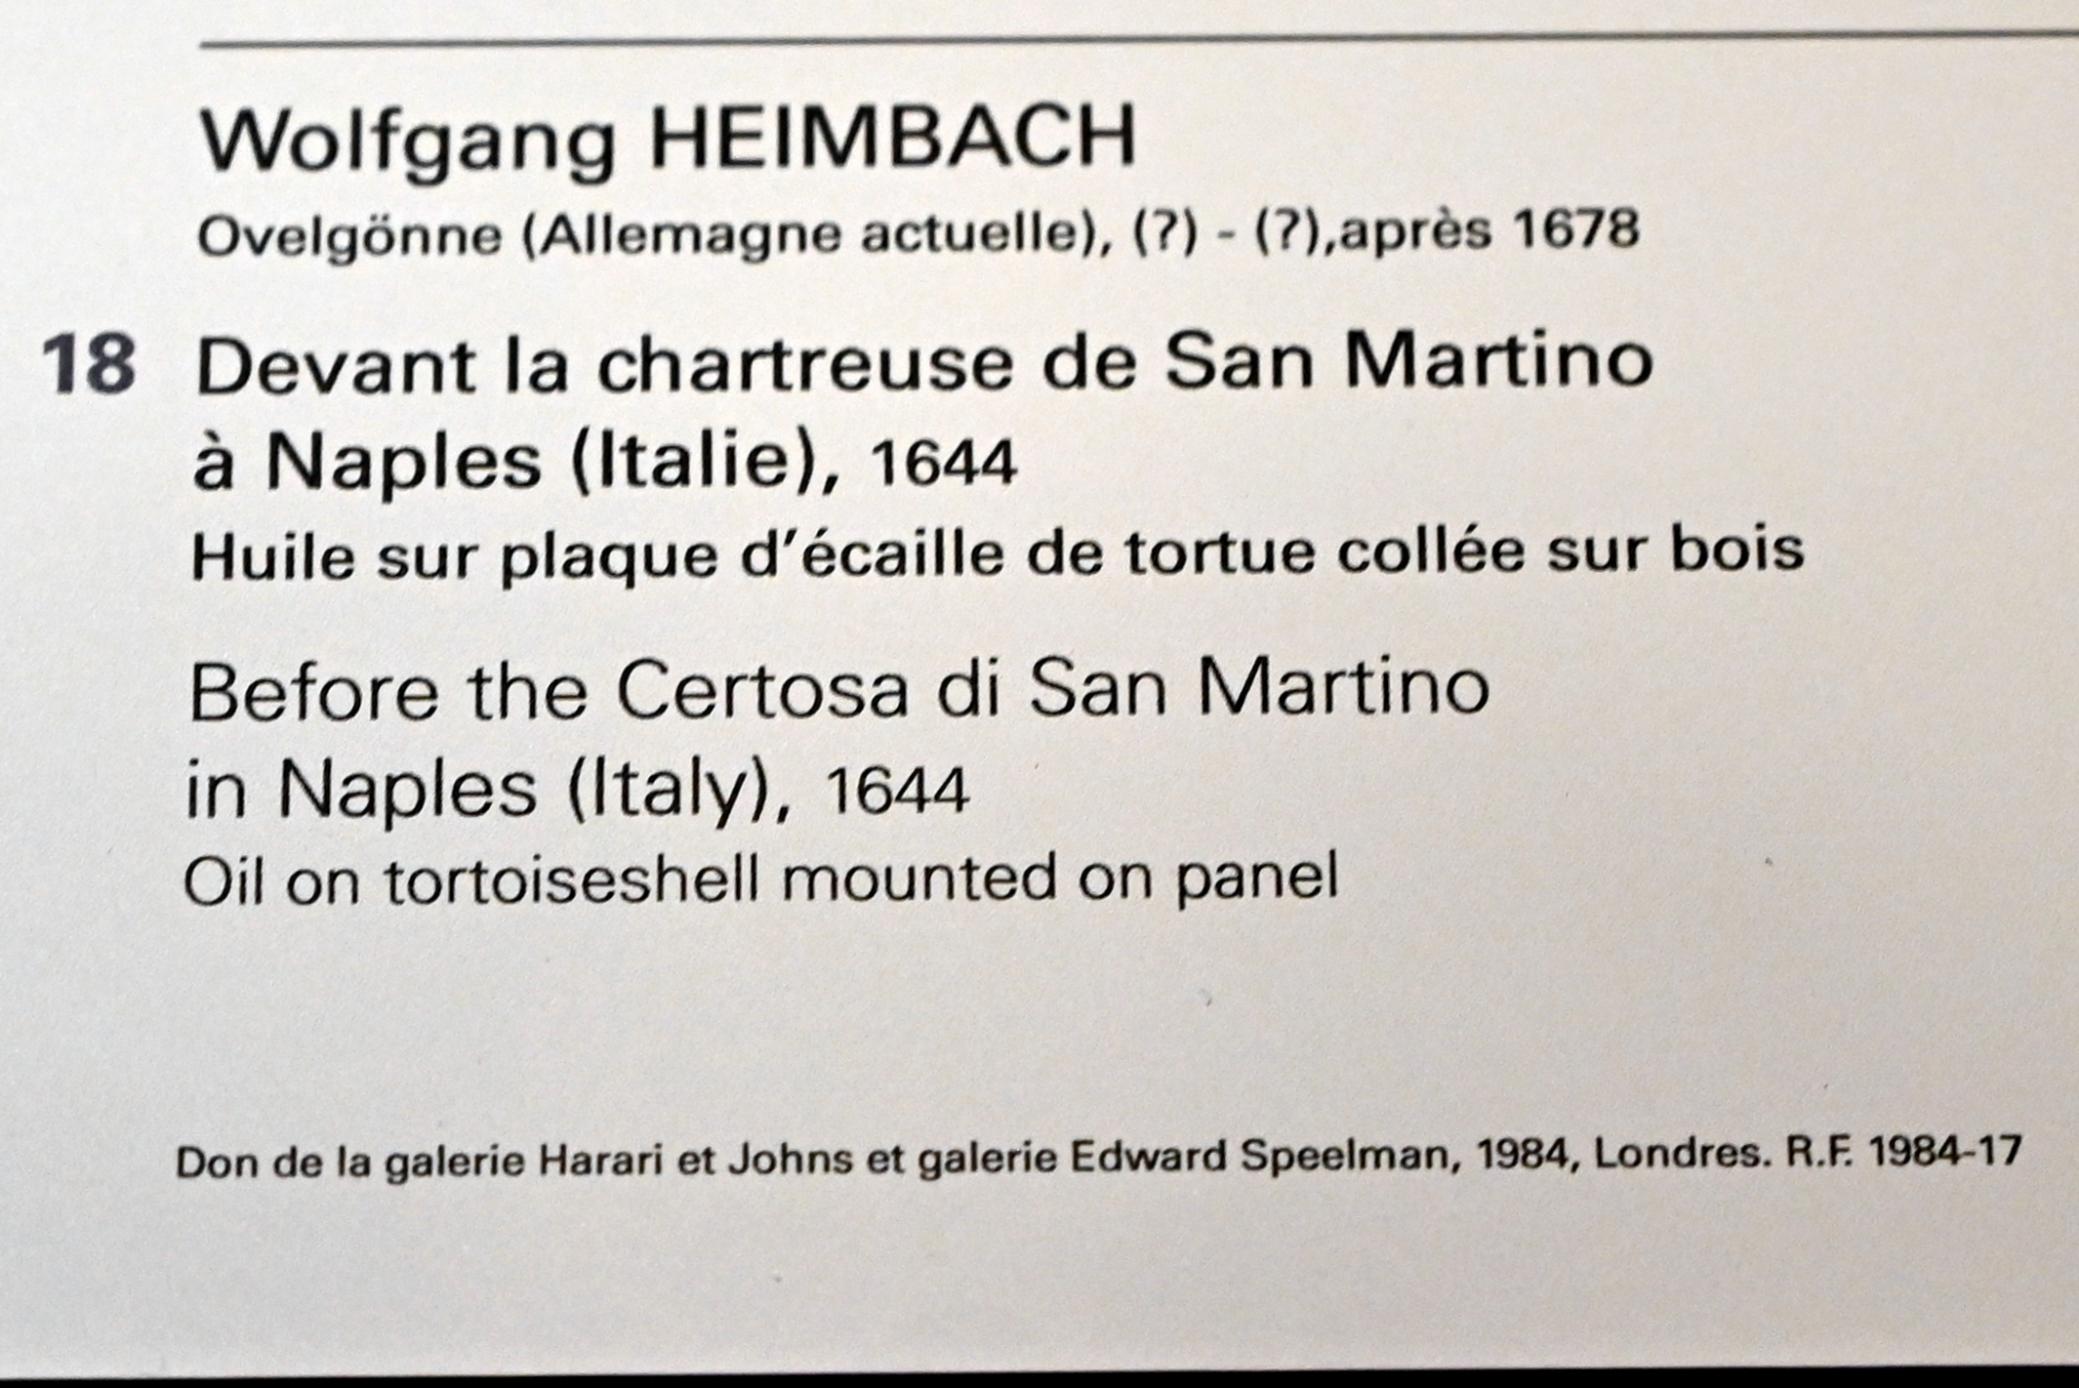 Wolfgang HEIMBACH
Ovelgönne (Allemagne actuelle), (?) - (?),après 1678
18 Devant la chartreuse de San Martino
à Naples (Italie), 1644
Huile sur plaque d'écaille de tortue collée sur bois
Before the Certosa di San Martino
in Naples (Italy), 1644
Oil on tortoiseshell mounted on panel
Don de la galerie Harari et Johns et galerie Edward Speelman, 1984, Londres. R.F. 1984-17